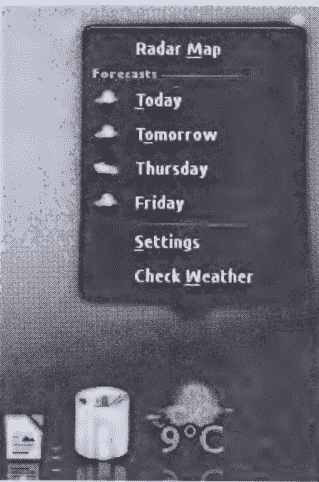 Radar Map
Forecasts
Today
Tomorrow
Thursday
Friday
Settings
Check Weather
9°C